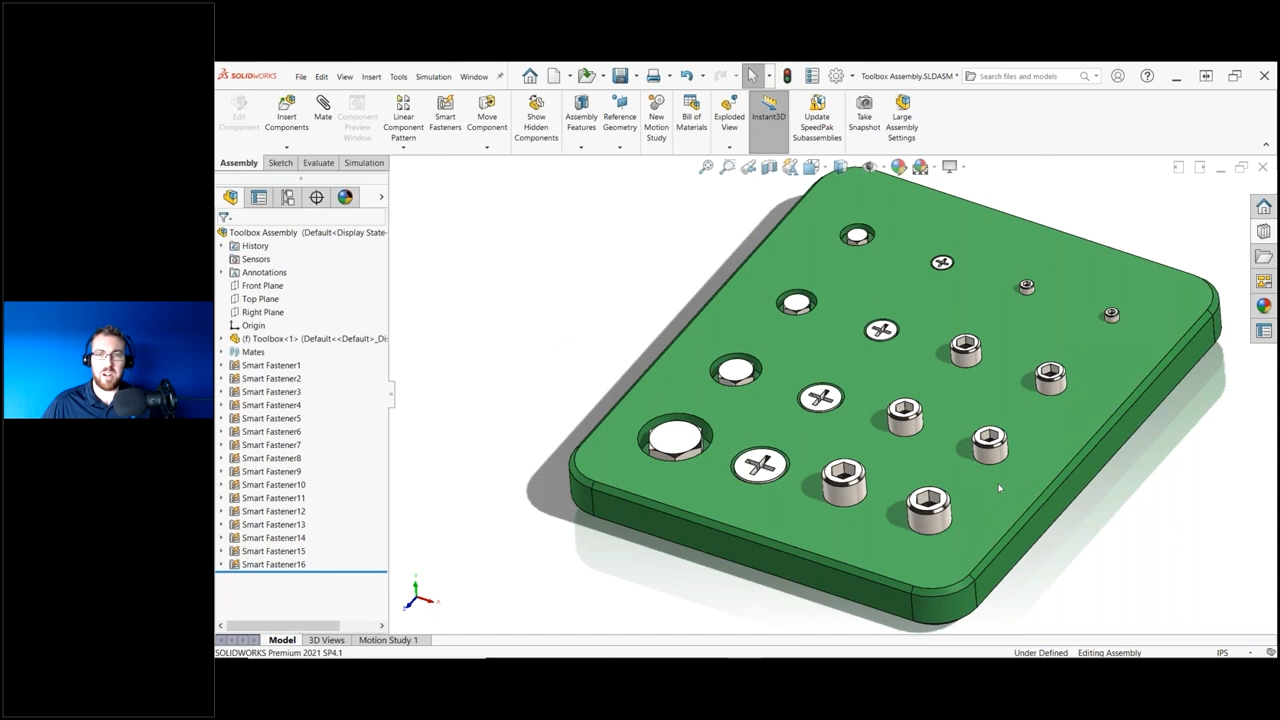 SOLIDWORKS File Edit View Insert Tools Simulation Window Toolbox Assembly.SLDASM * Search files and models
Edit Component
Insert Components
Mate
Component Preview Window
Linear Component Pattern
Smart Fasteners
Move Component
Show Hidden Components
Assembly Features
Reference Geometry
New Motion Study
Bill of Materials
Exploded View
Instant3D
Update SpeedPak Subassemblies
Take Snapshot
Large Assembly Settings
Assembly Sketch Evaluate Simulation
Toolbox Assembly (Default<Display State-
History
Sensors
Annotations
Front Plane
Top Plane
Right Plane
Origin
(f) Toolbox<1> (Default<<Default>_Di
Mates
Smart Fastener1
Smart Fastener2
Smart Fastener3
Smart Fastener4
Smart Fastener5
Smart Fastener6
Smart Fastener7
Smart Fastener8
Smart Fastener9
Smart Fastener10
Smart Fastener11
Smart Fastener12
Smart Fastener13
Smart Fastener14
Smart Fastener15
Smart Fastener16
Model 3D Views Motion Study 1
SOLIDWORKS Premium 2021 SP4.1 Under Defined Editing Assembly IPS